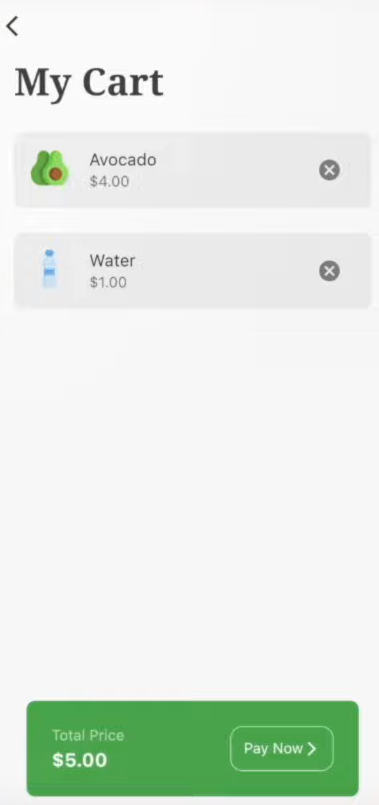 My Cart
Avocado
$4.00
Water
$1.00
Total Price
$5.00
Pay Now